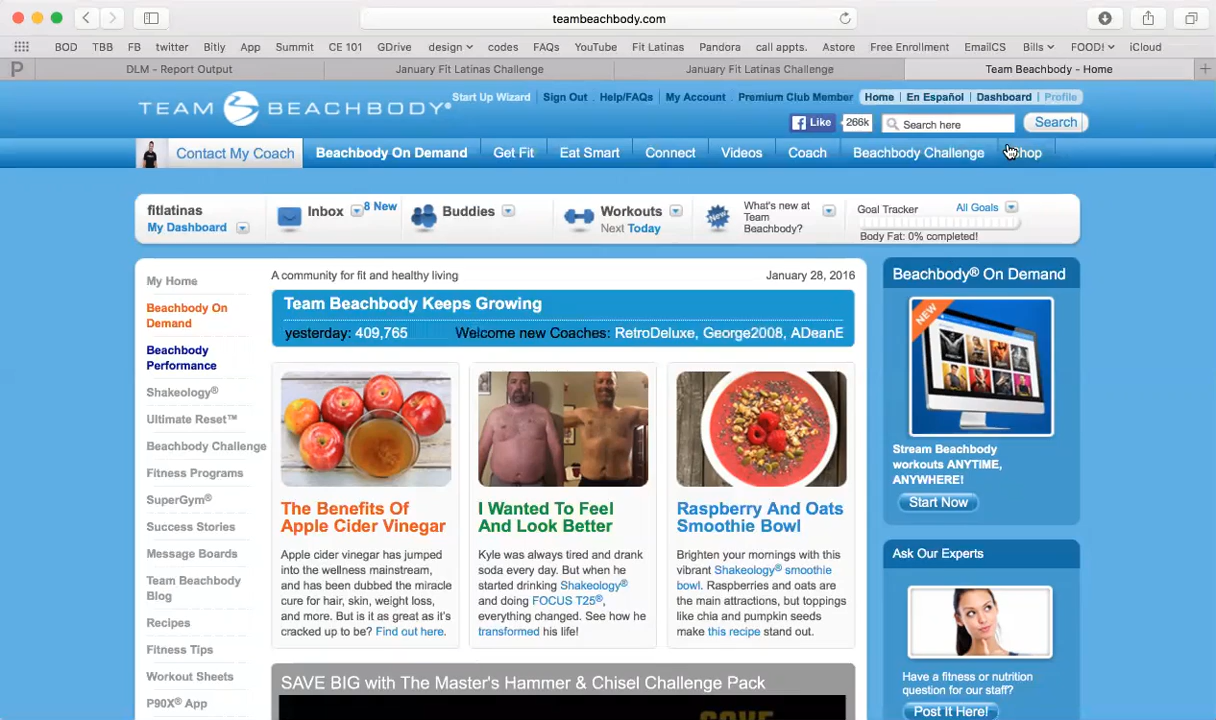 teambeachbody.com
BOD TBB FB twitter Bitly App Summit CE 101 GDrive design codes FAQs YouTube Fit Latinas Pandora call appts. Astore Free Enrollment EmailCS Bills FOOD! iCloud
DLM - Report Output January Fit Latinas Challenge January Fit Latinas Challenge Team Beachbody - Home
TEAM BEACHBODY® Start Up Wizard Sign Out Help/FAQs My Account Premium Club Member Home En Español Dashboard Profile
Like 266k Search here Search
Contact My Coach Beachbody On Demand Get Fit Eat Smart Connect Videos Coach Beachbody Challenge Shop
fitlatinas
My Dashboard
Inbox 8 New
Buddies
Workouts
Next Today
What's new at
Team
Beachbody?
Goal Tracker All Goals
Body Fat: 0% completed!
My Home
Beachbody On
Demand
Beachbody
Performance
Shakeology®
Ultimate Reset™
Beachbody Challenge
Fitness Programs
SuperGym®
Success Stories
Message Boards
Team Beachbody
Blog
Recipes
Fitness Tips
Workout Sheets
P90X® App
A community for fit and healthy living January 28, 2016
Team Beachbody Keeps Growing
yesterday: 409,765 Welcome new Coaches: RetroDeluxe, George2008, ADeanE
The Benefits Of
Apple Cider Vinegar
Apple cider vinegar has jumped
into the wellness mainstream,
and has been dubbed the miracle
cure for hair, skin, weight loss,
and more. But is it as great as it's
cracked up to be? Find out here.
I Wanted To Feel
And Look Better
Kyle was always tired and drank
soda every day. But when he
started drinking Shakeology®
and doing FOCUS T25®,
everything changed. See how he
transformed his life!
Raspberry And Oats
Smoothie Bowl
Brighten your mornings with this
vibrant Shakeology® smoothie
bowl. Raspberries and oats are
the main attractions, but toppings
like chia and pumpkin seeds
make this recipe stand out.
SAVE BIG with The Master's Hammer & Chisel Challenge Pack
SAVE
Beachbody® On Demand
NEW
Stream Beachbody
workouts ANYTIME,
ANYWHERE!
Start Now
Ask Our Experts
Have a fitness or nutrition
question for our staff?
Post It Here!